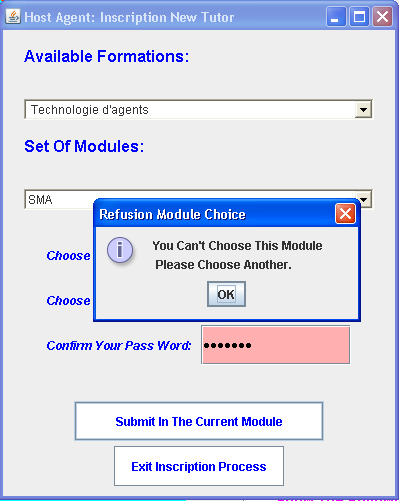 Host Agent: Inscription New Tutor
Available Formations:
Technologie d'agents
Set Of Modules:
SMA
Refusion Module Choice
You Can't Choose This Module
Please Choose Another.
OK
Choose
Choose
Confirm Your Pass Word:
Submit In The Current Module
Exit Inscription Process